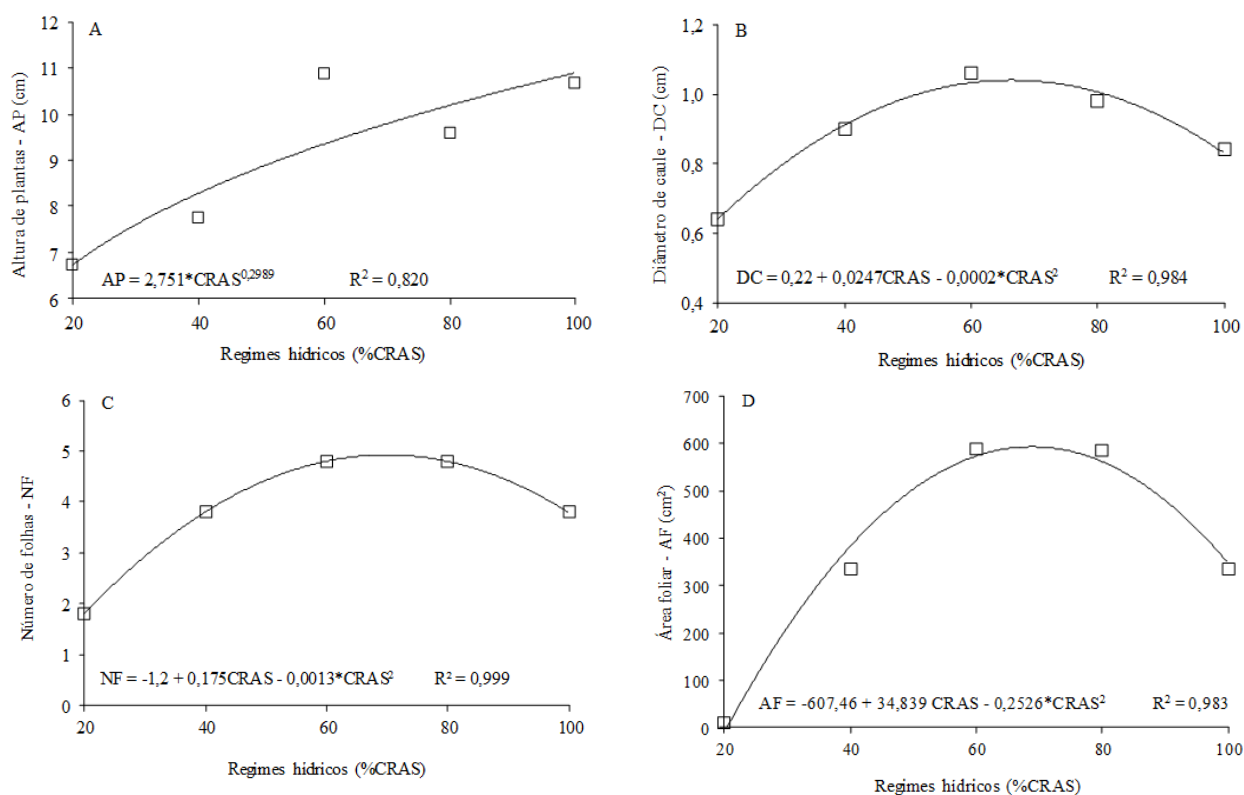 A
Altura de plantas - AP (cm)
12
11
10
9
8
7
6
AP = 2,751*CRAS^0,2989 R² = 0,820
20 40 60 80 100
Regimes hídricos (%CRAS)
B
Diâmetro de caule - DC (cm)
1,2
1,0
0,8
0,6
0,4
DC = 0,22 + 0,0247CRAS - 0,0002*CRAS² R² = 0,984
20 40 60 80 100
Regimes hídricos (%CRAS)
C
Número de folhas - NF
6
5
4
3
2
1
0
NF = -1,2 + 0,175CRAS - 0,0013*CRAS² R² = 0,999
20 40 60 80 100
Regimes hídricos (%CRAS)
D
Área foliar - AF (cm²)
700
600
500
400
300
200
100
0
AF = -607,46 + 34,839 CRAS - 0,2526*CRAS² R² = 0,983
20 40 60 80 100
Regimes hídricos (%CRAS)